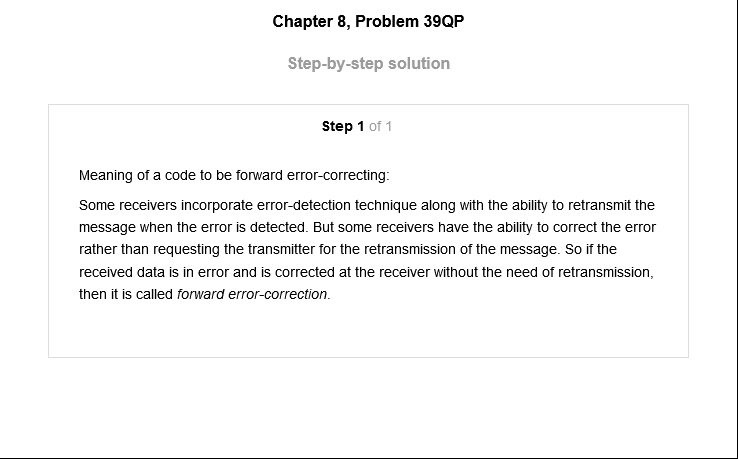 Chapter 8, Problem 39QP
Step-by-step solution
Step 1 of 1
Meaning of a code to be forward error-correcting:
Some receivers incorporate error-detection technique along with the ability to retransmit the
message when the error is detected. But some receivers have the ability to correct the error
rather than requesting the transmitter for the retransmission of the message. So if the
received data is in error and is corrected at the receiver without the need of retransmission,
then it is called forward error-correction.